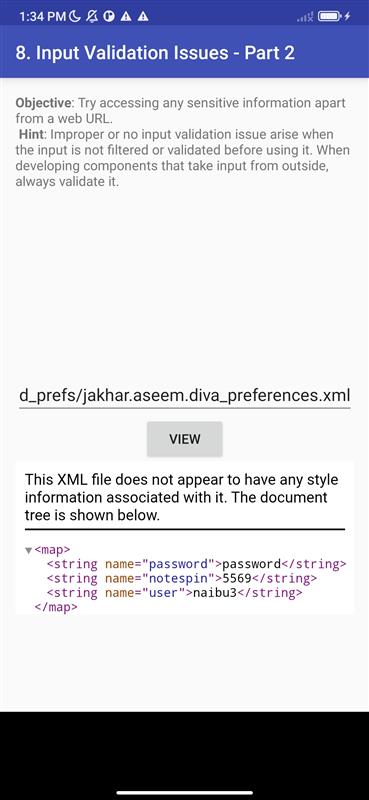 1:34 PM
8. Input Validation Issues - Part 2
Objective: Try accessing any sensitive information apart
from a web URL.
Hint: Improper or no input validation issue arise when
the input is not filtered or validated before using it. When
developing components that take input from outside,
always validate it.
d_prefs/jakhar.aseem.diva_preferences.xml
VIEW
This XML file does not appear to have any style
information associated with it. The document
tree is shown below.
▼<map>
<string name="password">password</string>
<string name="notespin">5569</string>
<string name="user">naibu3</string>
</map>